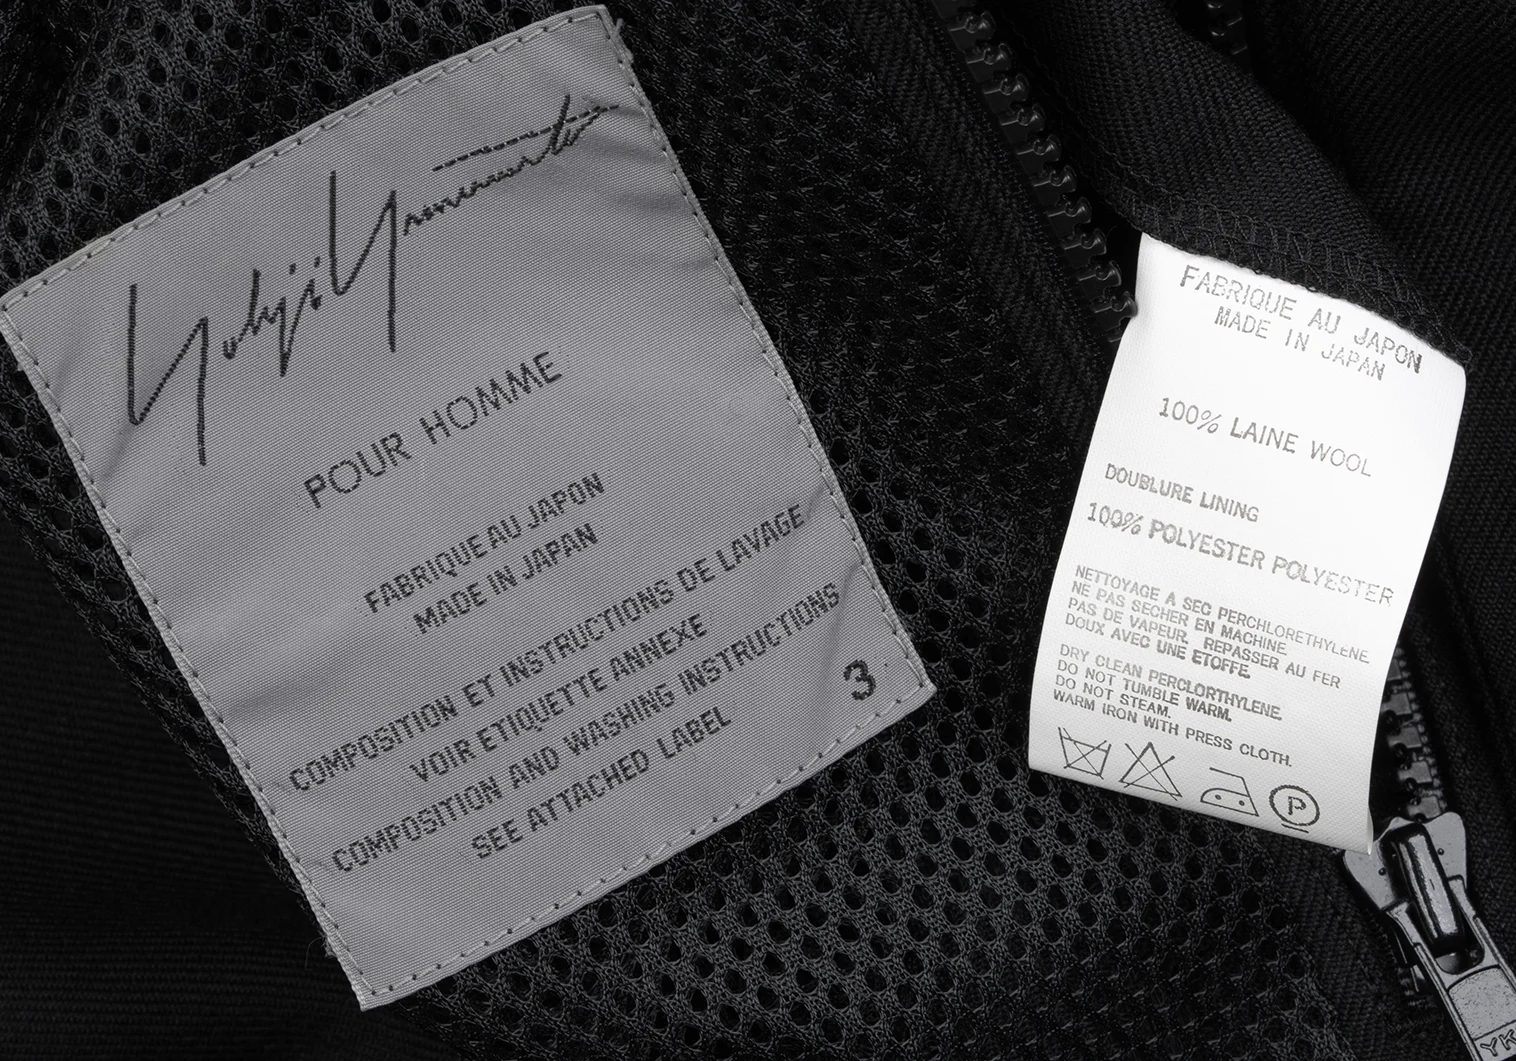 Yohji Yamamoto
POUR HOMME
FABRIQUE AU JAPON
MADE IN JAPAN
COMPOSITION ET INSTRUCTIONS DE LAVAGE
VOIR ETIQUETTE ANNEXE
COMPOSITION AND WASHING INSTRUCTIONS
SEE ATTACHED LABEL
3
FABRIQUE AU JAPON
MADE IN JAPAN
100% LAINE WOOL
DOUBLURE LINING
100% POLYESTER POLYESTER
NETTOYAGE A SEC PERCHLORETHYLENE
NE PAS SECHER EN MACHINE
PAS DE VAPEUR. REPASSER AU FER
DOUX AVEC UNE ETOFFE.
DRY CLEAN PERCLORTHYLENE.
DO NOT TUMBLE WARM.
DO NOT STEAM.
WARM IRON WITH PRESS CLOTH.
P
YK